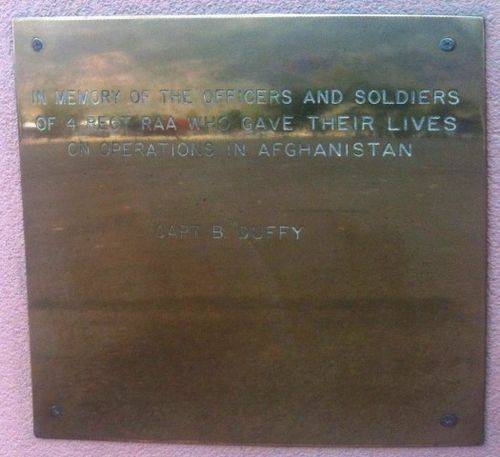 IN MEMORY OF THE OFFICERS AND SOLDIERS
OF 4 REGT RAA WHO GAVE THEIR LIVES
ON OPERATIONS IN AFGHANISTAN
CAPT B. DUFFY